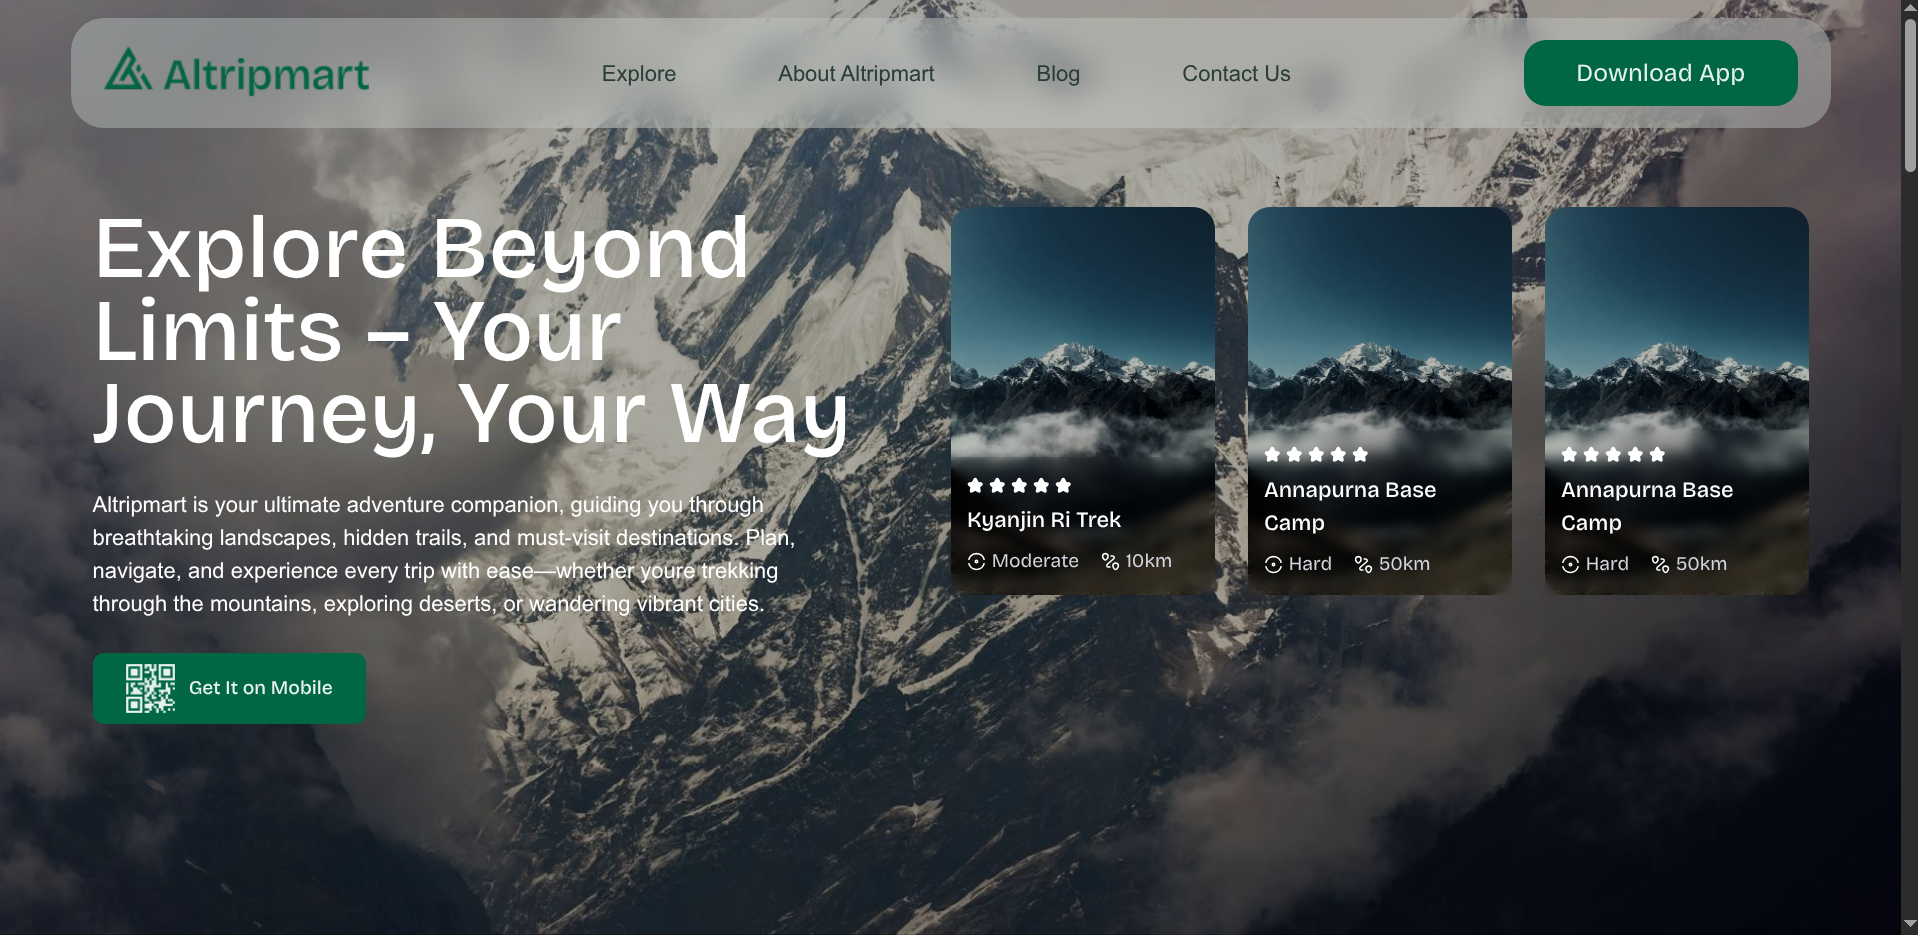 Altripmart
Explore
About Altripmart
Blog
Contact Us
Download App
Explore Beyond
Limits – Your
Journey, Your Way
Altripmart is your ultimate adventure companion, guiding you through
breathtaking landscapes, hidden trails, and must-visit destinations. Plan,
navigate, and experience every trip with ease—whether youre trekking
through the mountains, exploring deserts, or wandering vibrant cities.
Get It on Mobile
Kyanjin Ri Trek
Moderate 10km
Annapurna Base
Camp
Hard 50km
Annapurna Base
Camp
Hard 50km